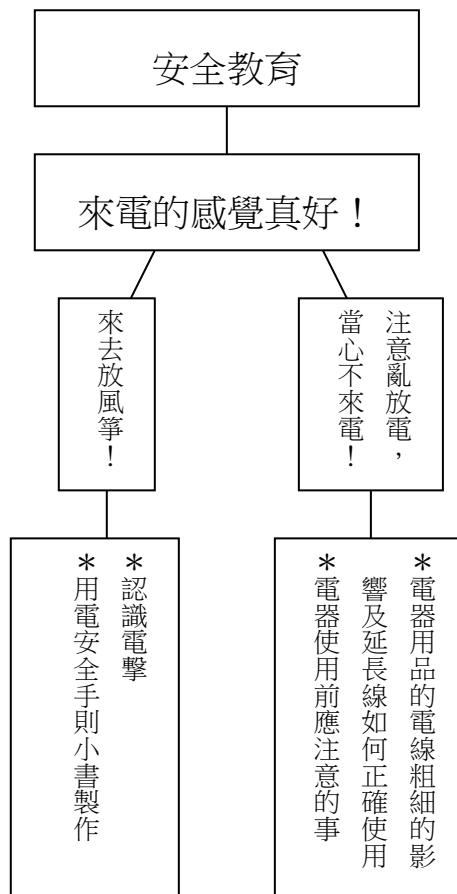 安全教育
來電的感覺真好！
注意亂放電，
當心不來電！
來去放風箏！
＊電器用品的電線粗細的影
響及延長線如何正確使用
＊電器使用前應注意的事
＊認識電擊
＊用電安全手則小書製作